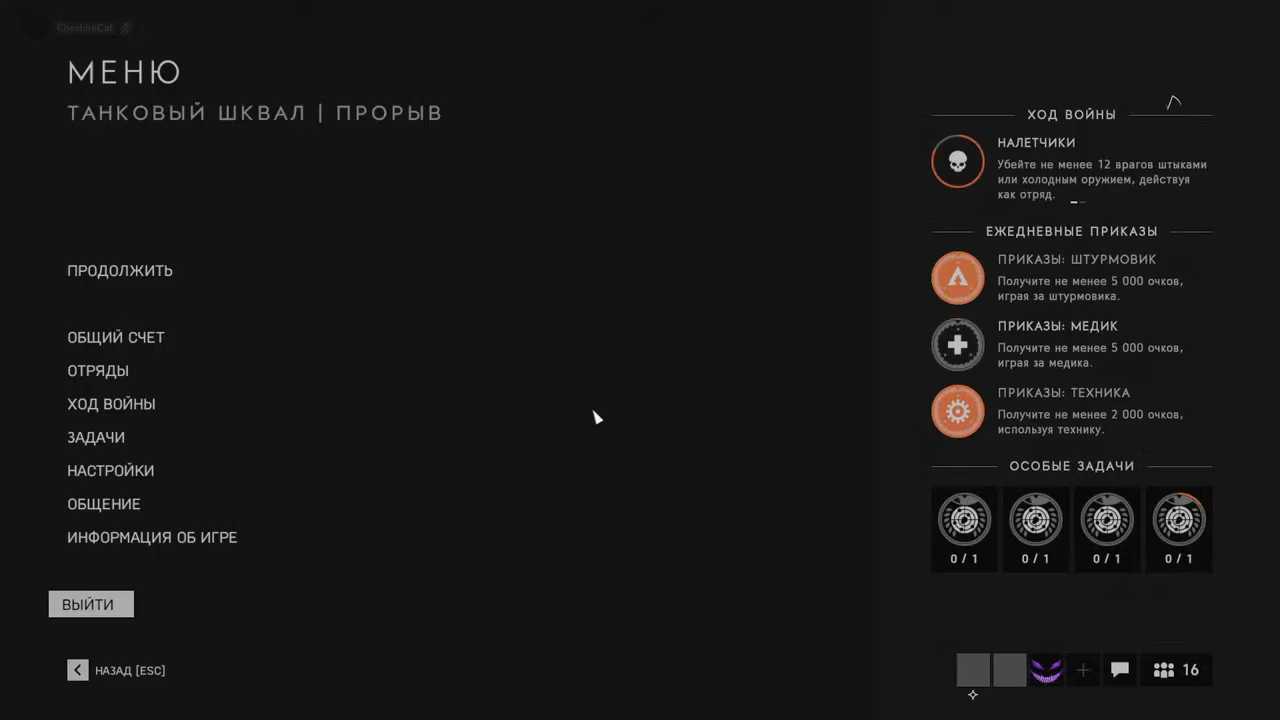 CheshireCat
МЕНЮ
ТАНКОВЫЙ ШКВАЛ | ПРОРЫВ
ПРОДОЛЖИТЬ
ОБЩИЙ СЧЕТ
ОТРЯДЫ
ХОД ВОЙНЫ
ЗАДАЧИ
НАСТРОЙКИ
ОБЩЕНИЕ
ИНФОРМАЦИЯ ОБ ИГРЕ
ВЫЙТИ
НАЗАД [ESC]
ХОД ВОЙНЫ
НАЛЕТЧИКИ
Убейте не менее 12 врагов штыками
или холодным оружием, действуя
как отряд.
ЕЖЕДНЕВНЫЕ ПРИКАЗЫ
ПРИКАЗЫ: ШТУРМОВИК
Получите не менее 5 000 очков,
играя за штурмовика.
ПРИКАЗЫ: МЕДИК
Получите не менее 5 000 очков,
играя за медика.
ПРИКАЗЫ: ТЕХНИКА
Получите не менее 2 000 очков,
используя технику.
ОСОБЫЕ ЗАДАЧИ
0 / 1 0 / 1 0 / 1 0 / 1
16